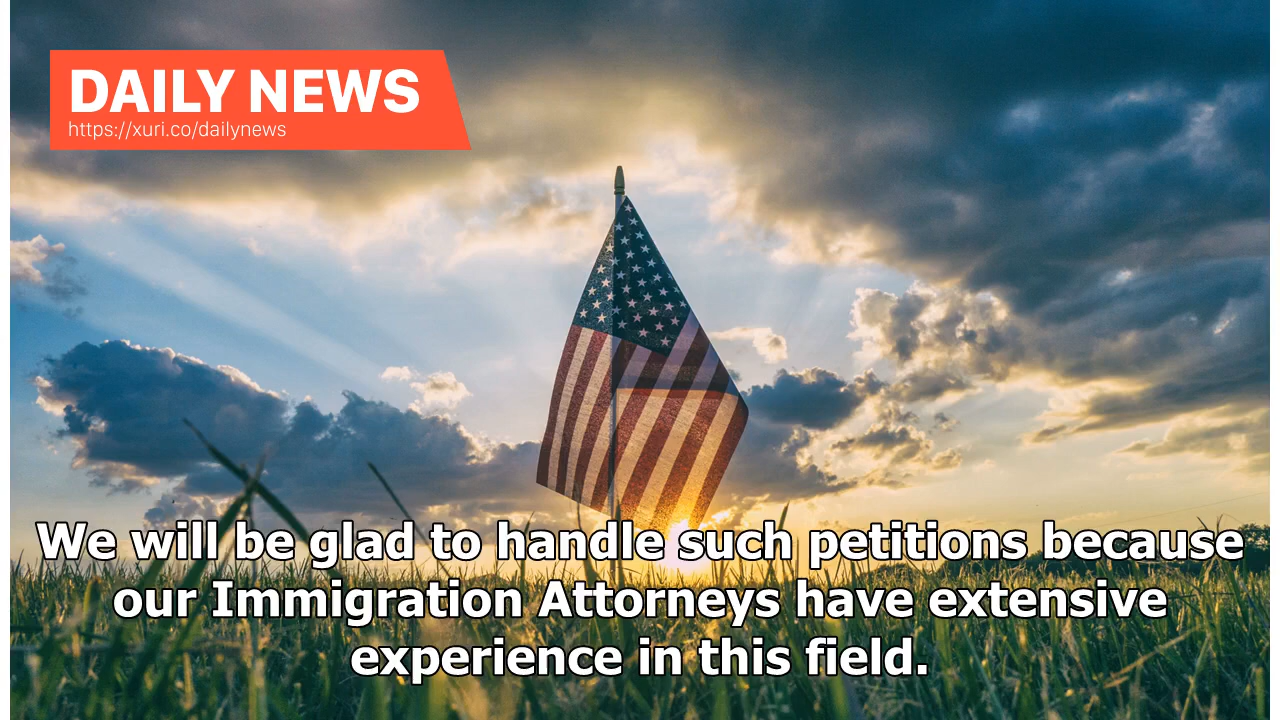 DAILY NEWS
https://xuri.co/dailynews
We will be glad to handle such petitions because
our Immigration Attorneys have extensive
experience in this field.